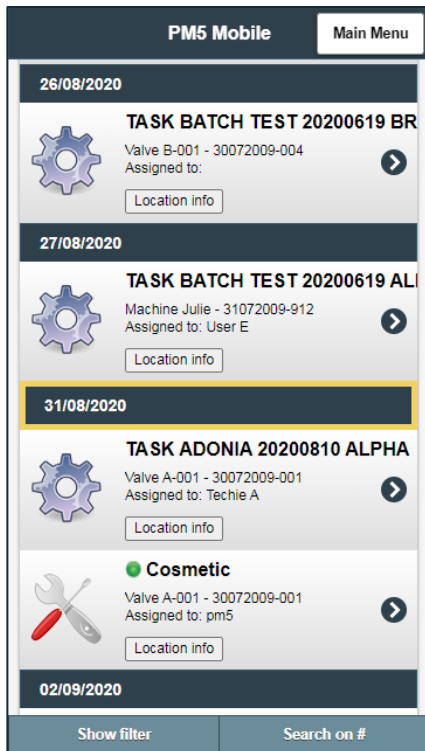 PM5 Mobile
Main Menu
26/08/2020
TASK BATCH TEST 20200619 BR
Valve B-001 - 30072009-004
Assigned to:
Location info
27/08/2020
TASK BATCH TEST 20200619 AL
Machine Julie - 31072009-912
Assigned to: User E
Location info
31/08/2020
TASK ADONIA 20200810 ALPHA
Valve A-001 - 30072009-001
Assigned to: Techie A
Location info
Cosmetic
Valve A-001 - 30072009-001
Assigned to: pm5
Location info
02/09/2020
Show filter
Search on #